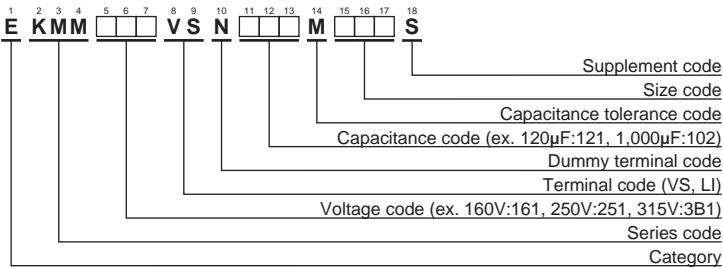 1 2 3 4 5 6 7 8 9 10 11 12 13 14 15 16 17 18
E KMM □□□ VS N □□□ M □□□ S
Supplement code
Size code
Capacitance tolerance code
Capacitance code (ex. 120μF:121, 1,000μF:102)
Dummy terminal code
Terminal code (VS, LI)
Voltage code (ex. 160V:161, 250V:251, 315V:3B1)
Series code
Category